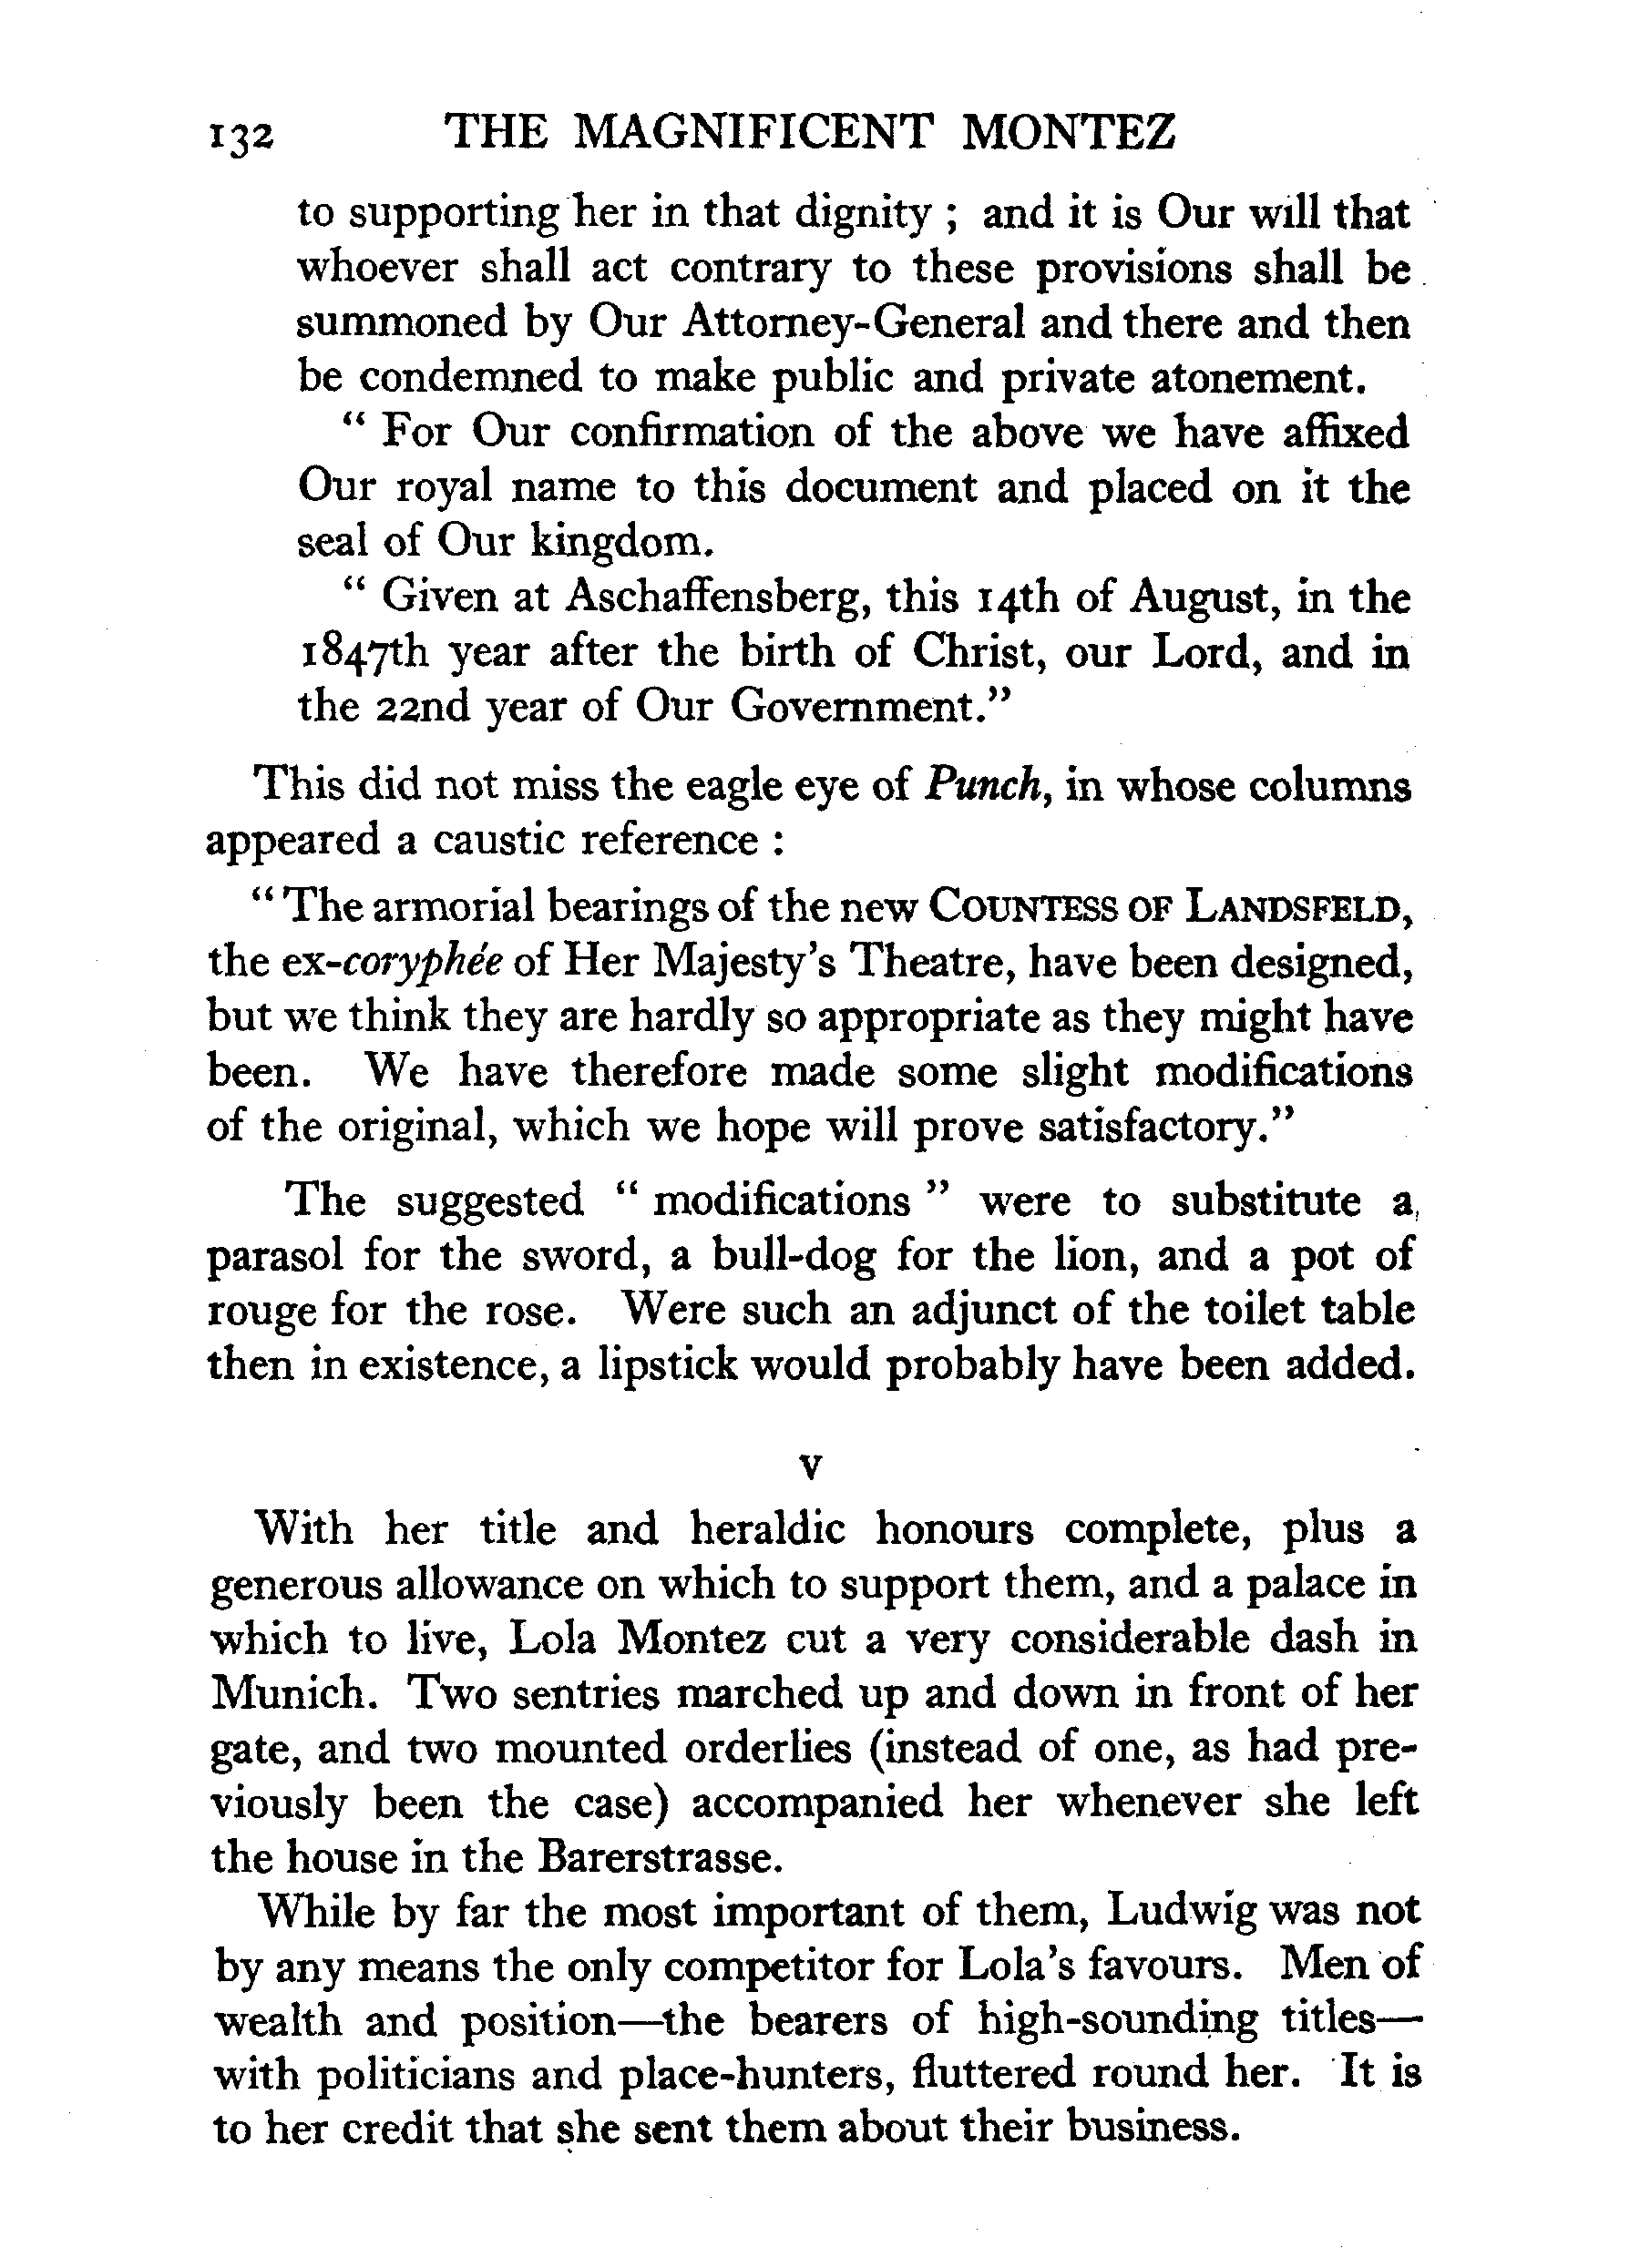 132 THE MAGNIFICENT MONTEZ
to supporting her in that dignity ; and it is Our will that
whoever shall act contrary to these provisions shall be
summoned by Our Attorney-General and there and then
be condemned to make public and private atonement.
“ For Our confirmation of the above we have affixed
Our royal name to this document and placed on it the
seal of Our kingdom.
“ Given at Aschaffensberg, this 14th of August, in the
1847th year after the birth of Christ, our Lord, and in
the 22nd year of Our Government.”
This did not miss the eagle eye of Punch, in whose columns
appeared a caustic reference :
“ The armorial bearings of the new COUNTESS OF LANDSFELD,
the ex-coryphée of Her Majesty's Theatre, have been designed,
but we think they are hardly so appropriate as they might have
been. We have therefore made some slight modifications
of the original, which we hope will prove satisfactory.”
The suggested “ modifications ” were to substitute a
parasol for the sword, a bull-dog for the lion, and a pot of
rouge for the rose. Were such an adjunct of the toilet table
then in existence, a lipstick would probably have been added.
V
With her title and heraldic honours complete, plus a
generous allowance on which to support them, and a palace in
which to live, Lola Montez cut a very considerable dash in
Munich. Two sentries marched up and down in front of her
gate, and two mounted orderlies (instead of one, as had pre-
viously been the case) accompanied her whenever she left
the house in the Barerstrasse.
While by far the most important of them, Ludwig was not
by any means the only competitor for Lola's favours. Men of
wealth and position—the bearers of high-sounding titles—
with politicians and place-hunters, fluttered round her. It is
to her credit that she sent them about their business.